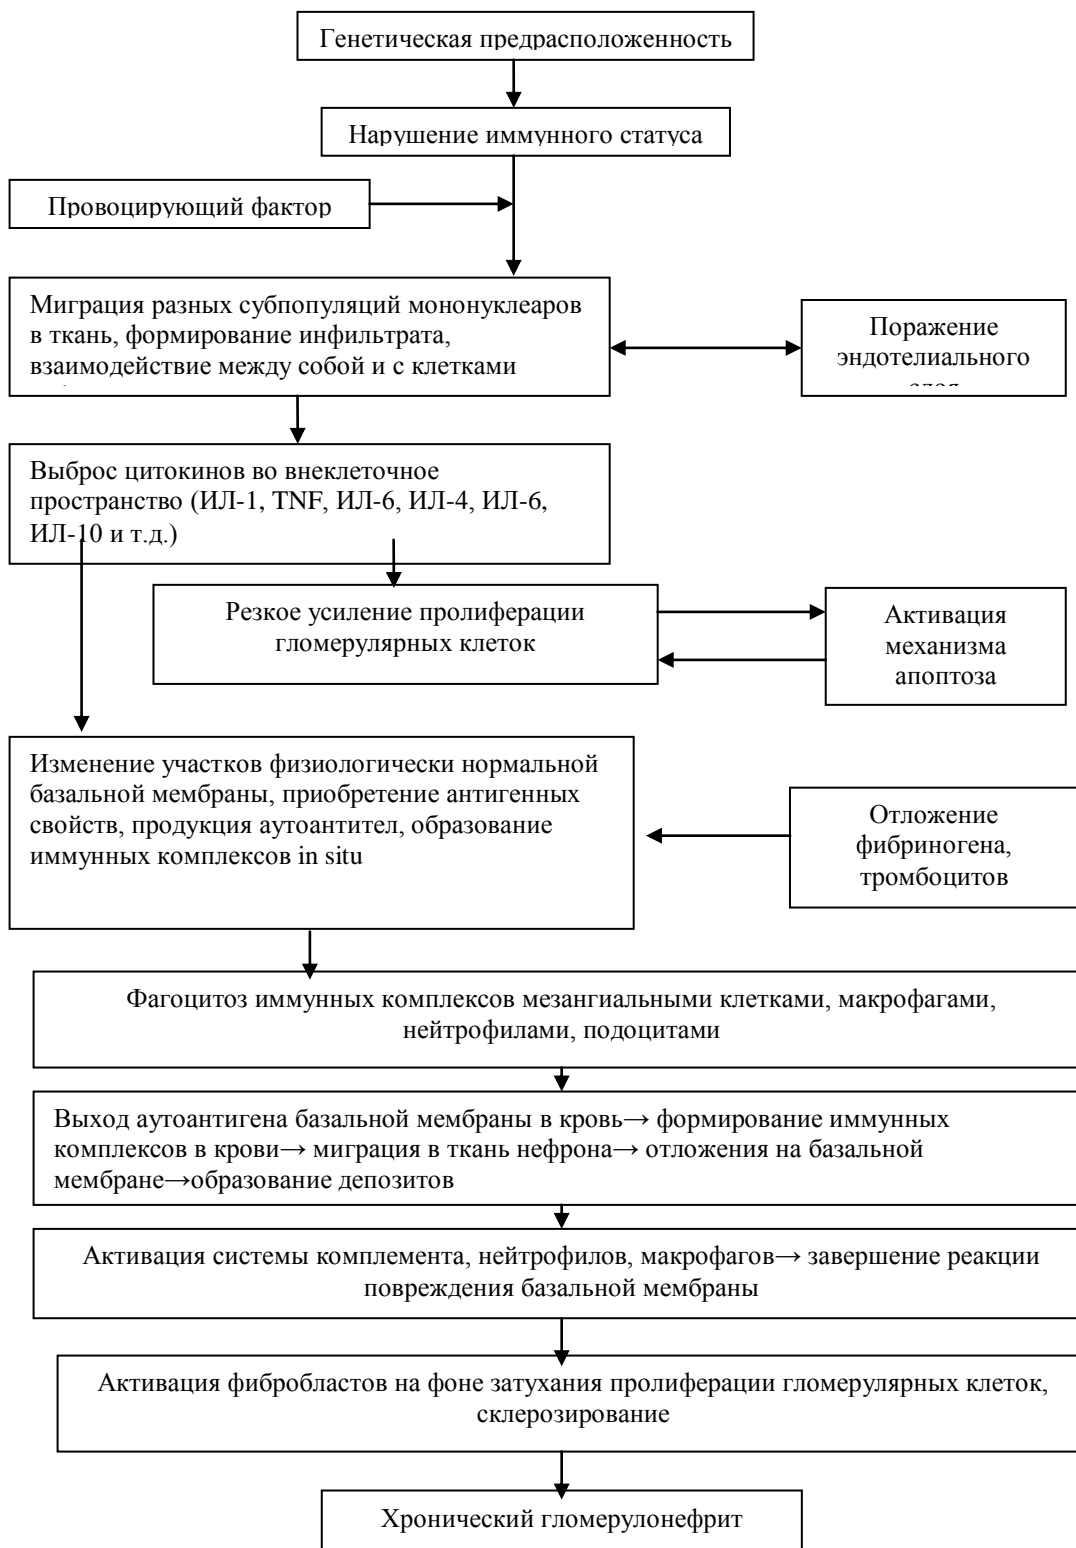 Генетическая предрасположенность
Нарушение иммунного статуса
Провоцирующий фактор
Миграция разных субпопуляций мононуклеаров
в ткань, формирование инфильтрата,
взаимодействие между собой и с клетками
Поражение
эндотелиального
слоя
Выброс цитокинов во внеклеточное
пространство (ИЛ-1, TNF, ИЛ-6, ИЛ-4, ИЛ-6,
ИЛ-10 и т.д.)
Резкое усиление пролиферации
гломерулярных клеток
Активация
механизма
апоптоза
Изменение участков физиологически нормальной
базальной мембраны, приобретение антигенных
свойств, продукция аутоантител, образование
иммунных комплексов in situ
Отложение
фибриногена,
тромбоцитов
Фагоцитоз иммунных комплексов мезангиальными клетками, макрофагами,
нейтрофилами, подоцитами
Выход аутоантигена базальной мембраны в кровь→ формирование иммунных
комплексов в крови→ миграция в ткань нефрона→ отложения на базальной
мембране→образование депозитов
Активация системы комплемента, нейтрофилов, макрофагов→ завершение реакции
повреждения базальной мембраны
Активация фибробластов на фоне затухания пролиферации гломерулярных клеток,
склерозирование
Хронический гломерулонефрит